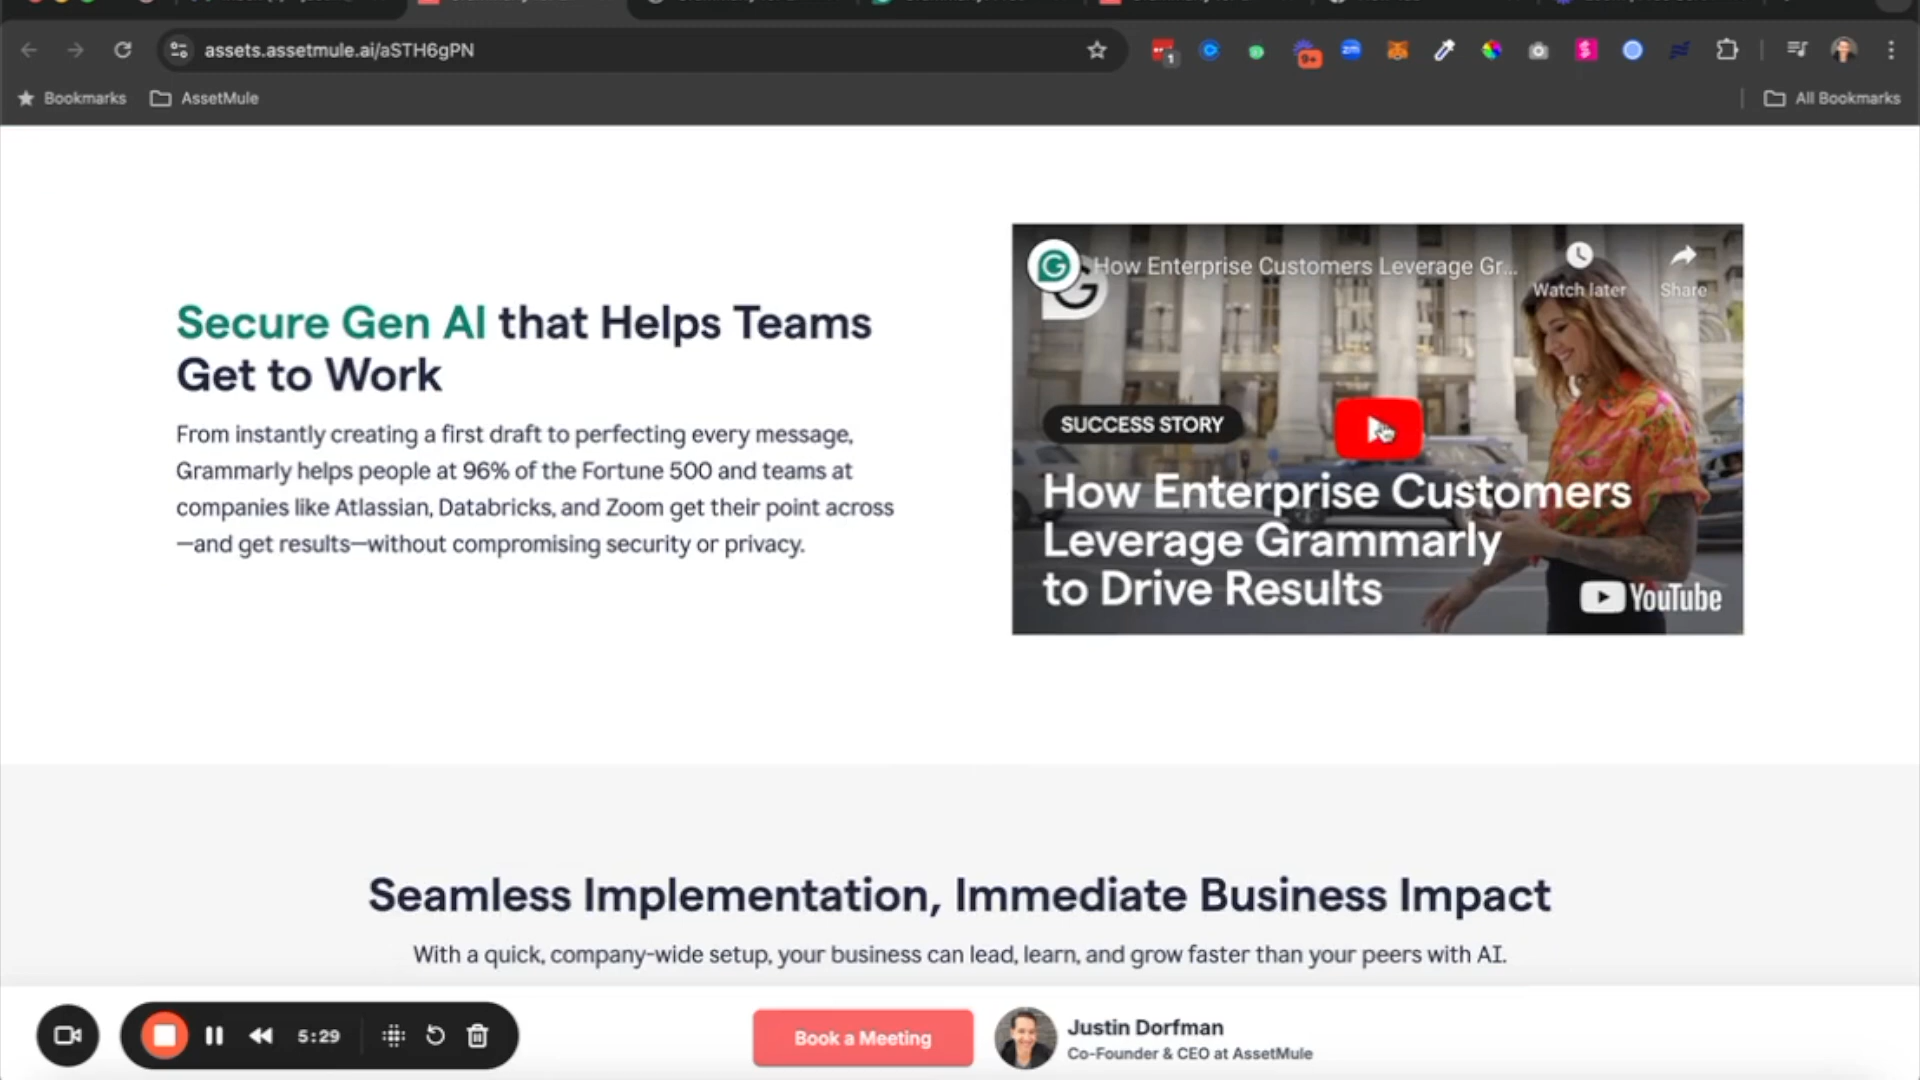 assets.assetmule.ai/aSTH6gPN
1
9+
zm
Bookmarks
AssetMule
All Bookmarks
Secure Gen AI that Helps Teams
Get to Work
From instantly creating a first draft to perfecting every message,
Grammarly helps people at 96% of the Fortune 500 and teams at
companies like Atlassian, Databricks, and Zoom get their point across
—and get results—without compromising security or privacy.
How Enterprise Customers Leverage Gr...
Watch later
Share
SUCCESS STORY
How Enterprise Customers
Leverage Grammarly
to Drive Results
YouTube
Seamless Implementation, Immediate Business Impact
With a quick, company-wide setup, your business can lead, learn, and grow faster than your peers with AI.
5:29
Book a Meeting
Justin Dorfman
Co-Founder & CEO at AssetMule